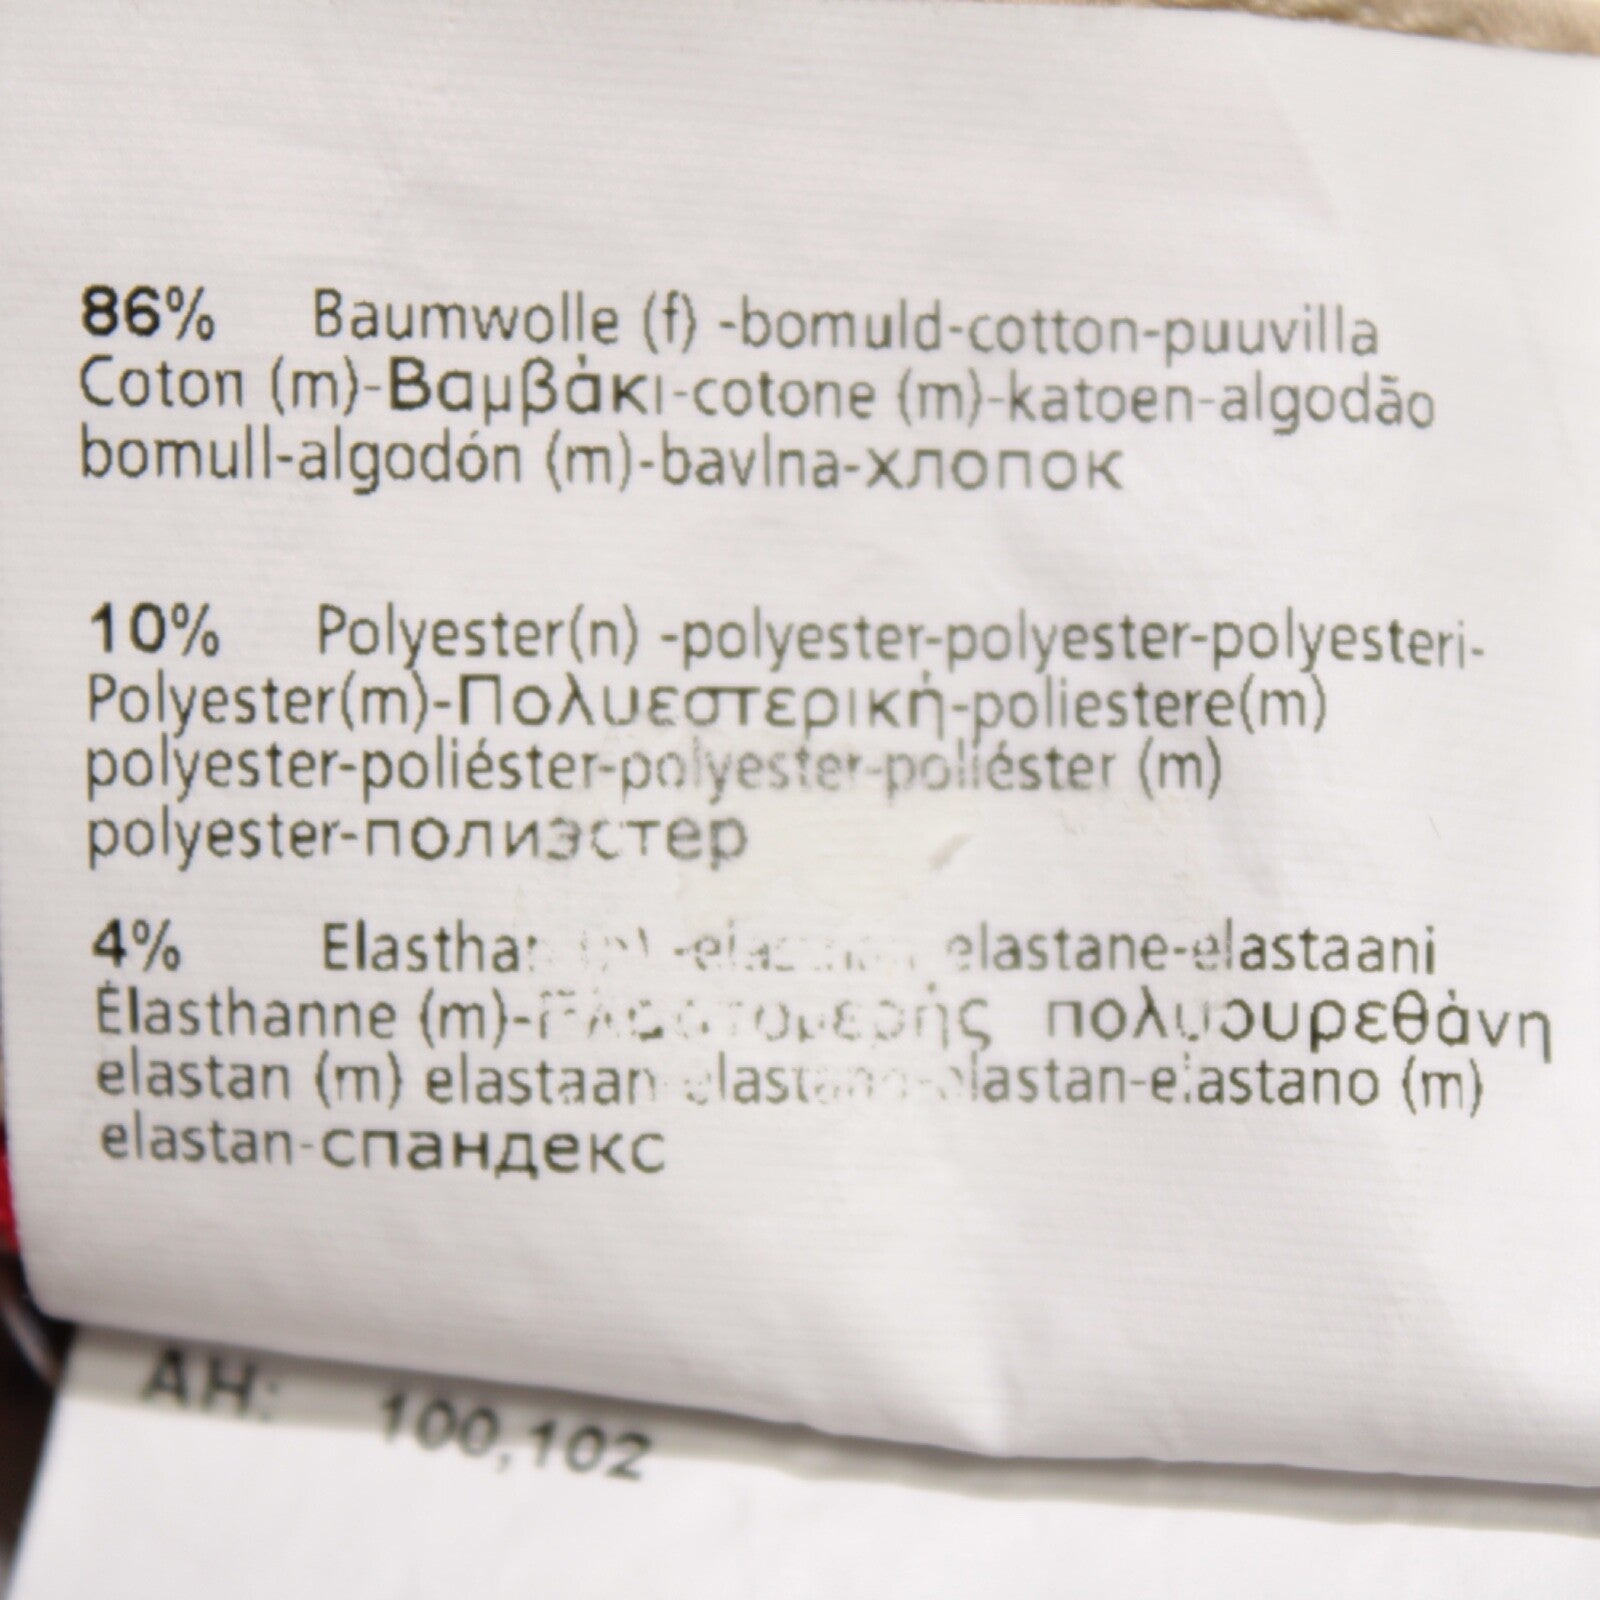 86% Baumwolle (f) -bomuld-cotton-puuvilla
Coton (m)-Βαμβάκι-cotone (m)-katoen-algodão
bomull-algodón (m)-bavlna-хлопок
10% Polyester(n) -polyester-polyester-polyesteri-
Polyester(m)-Πολυεστερική-poliestere(m)
polyester-poliéster-polyester-poliéster (m)
polyester-полиэстер
4% elastane-elastaani
Élasthanne (m)- πολυουρεθάνη
elastan (m) elastaan elastan-elastano (m)
elastan-спандекс
AH: 100,102